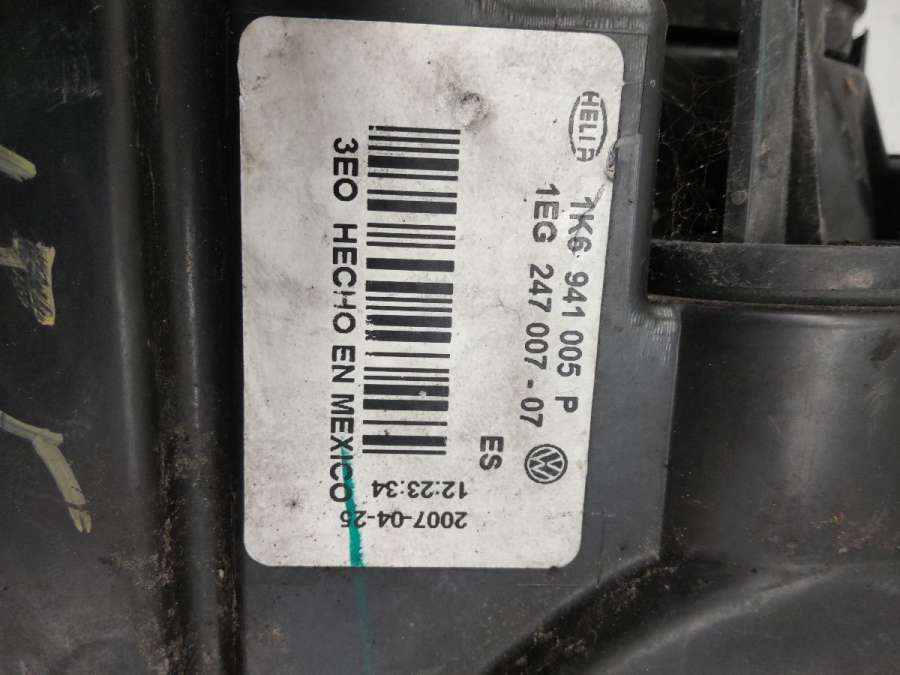 HELLA
1K6 941 005 P
1EG 247 007-07
ES
3EO HECHO EN MEXICO
2007-04-25
12:23:34